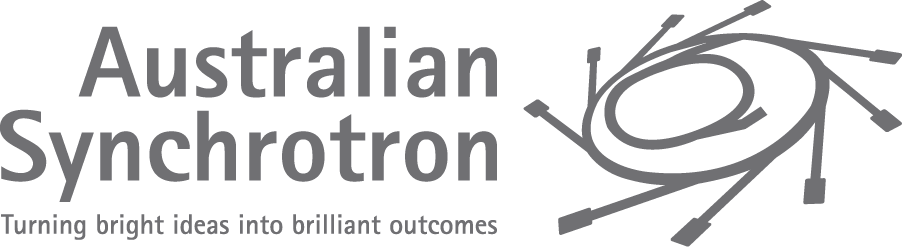 Australian
Synchrotron
Turning bright ideas into brilliant outcomes